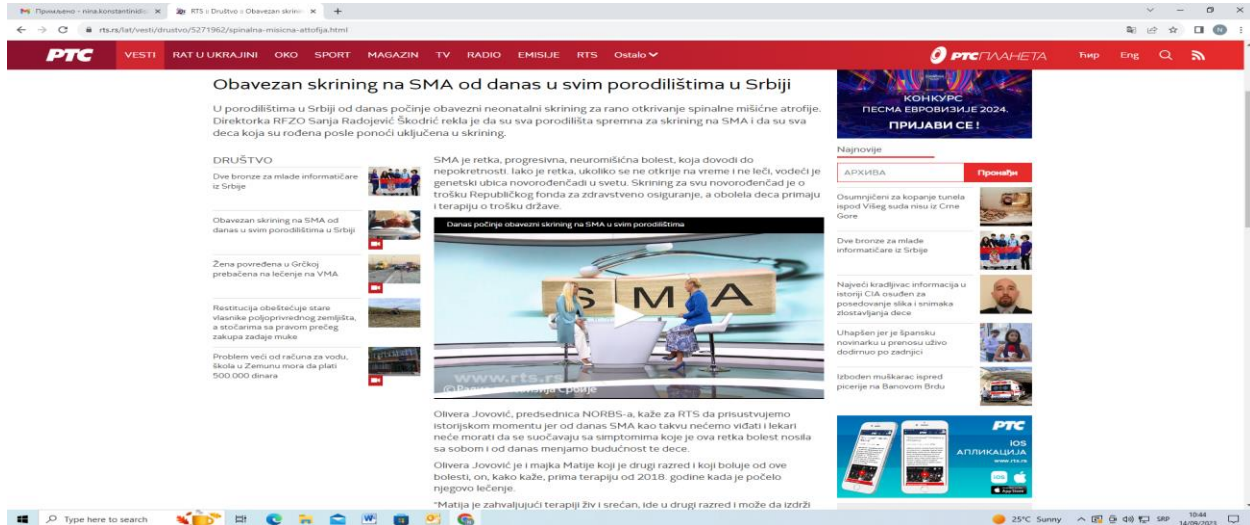 Примљено - nina.konstantinidis
RTS :: Društvo :: Obavezan skrining
rts.rs/lat/vesti/drustvo/5271962/spinalna-misicna-attofija.html
РТС
VESTI RAT U UKRAJINI OKO SPORT MAGAZIN TV RADIO EMISIJE RTS Ostalo
РТСПЛАНЕТА
Ћир Eng
Obavezan skrining na SMA od danas u svim porodilištima u Srbiji
U porodilištima u Srbiji od danas počinje obavezni neonatalni skrining za rano otkrivanje spinalne mišićne atrofije.
Direktorka RFZO Sanja Radojević Škodrić rekla je da su sva porodilišta spremna za skrining na SMA i da su sva
deca koja su rođena posle ponoći uključena u skrining.
DRUŠTVO
Dve bronze za mlade informatičare
iz Srbije
Obavezan skrining na SMA od
danas u svim porodilištima u Srbiji
Žena povređena u Grčkoj
prebačena na lečenje na VMA
Restitucija obeštećuje stare
vlasnike poljoprivrednog zemljišta,
a stočarima sa pravom prečeg
zakupa zadaje muke
Problem veći od računa za vodu,
škola u Zemunu mora da plati
500.000 dinara
SMA je retka, progresivna, neuromišićna bolest, koja dovodi do
nepokretnosti. Iako je retka, ukoliko se ne otkrije na vreme i ne leči, vodeći je
genetski ubica novorođenčadi u svetu. Skrining za svu novorođenčad je o
trošku Republičkog fonda za zdravstveno osiguranje, a obolela deca primaju
i terapiju o trošku države.
Danas počinje obavezni skrining na SMA u svim porodilištima
SMA
www.rts.rs
Olivera Jovović, predsednica NORBS-a, kaže za RTS da prisustvujemo
istorijskom momentu jer od danas SMA kao takvu nećemo viđati i lekari
neće morati da se suočavaju sa simptomima koje je ova retka bolest nosila
sa sobom i od danas menjamo budućnost te dece.
Olivera Jovović je i majka Matije koji je drugi razred i koji boluje od ove
bolesti, on, kako kaže, prima terapiju od 2018. godine kada je počelo
njegovo lečenje.
"Matija je zahvaljujući terapiji živ i srećan, ide u drugi razred i može da izdrži
КОНКУРС
ПЕСМА ЕВРОВИЗИЈЕ 2024.
ПРИЈАВИ СЕ!
Najnovije
АРХИВА
Пронађи
Osumnjičeni za kopanje tunela
ispod Višeg suda nisu iz Crne
Gore
Dve bronze za mlade
informatičare iz Srbije
Najveći kradljivac informacija u
istoriji CIA osuđen za
posedovanje slika i snimaka
zlostavljanja dece
Uhapšen jer je špansku
novinarku u prenosu uživo
dodirnuo po zadnjici
Izboden muškarac ispred
picerije na Banovom Brdu
РТС
IOS
АПЛИКАЦИЈА
www.rts.rs
Type here to search
25°C Sunny
SRP
10:44
14/09/2023